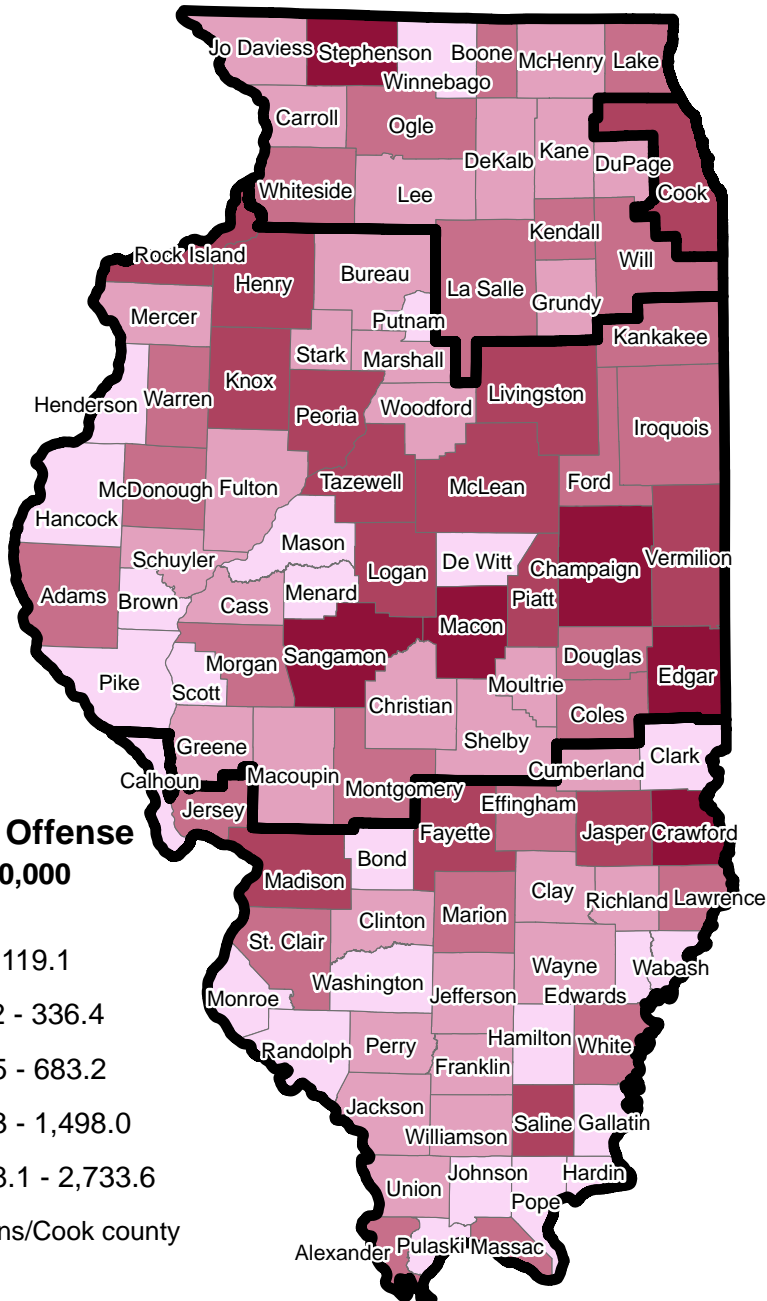 Jo Daviess
Stephenson
Winnebago
Boone
McHenry
Lake
Carroll
Ogle
DeKalb
Kane
DuPage
Cook
Whiteside
Lee
Kendall
Will
La Salle
Grundy
Rock Island
Henry
Bureau
Putnam
Mercer
Stark
Marshall
Kankakee
Henderson
Warren
Knox
Peoria
Woodford
Livingston
Iroquois
Hancock
McDonough
Fulton
Tazewell
McLean
Ford
Mason
Schuyler
Logan
De Witt
Champaign
Vermilion
Adams
Brown
Cass
Menard
Piatt
Pike
Scott
Morgan
Sangamon
Macon
Douglas
Edgar
Christian
Moultrie
Coles
Greene
Shelby
Calhoun
Macoupin
Cumberland
Clark
Jersey
Montgomery
Effingham
Fayette
Jasper
Crawford
Bond
Madison
Clay
Richland
Lawrence
Clinton
Marion
St. Clair
Washington
Wayne
Wabash
Monroe
Jefferson
Edwards
Randolph
Perry
Hamilton
White
Franklin
Jackson
Williamson
Saline
Gallatin
Union
Johnson
Hardin
Pope
Alexander
Pulaski
Massac
Offense
0,000
119.1
2 - 336.4
5 - 683.2
3 - 1,498.0
3.1 - 2,733.6
ns/Cook county